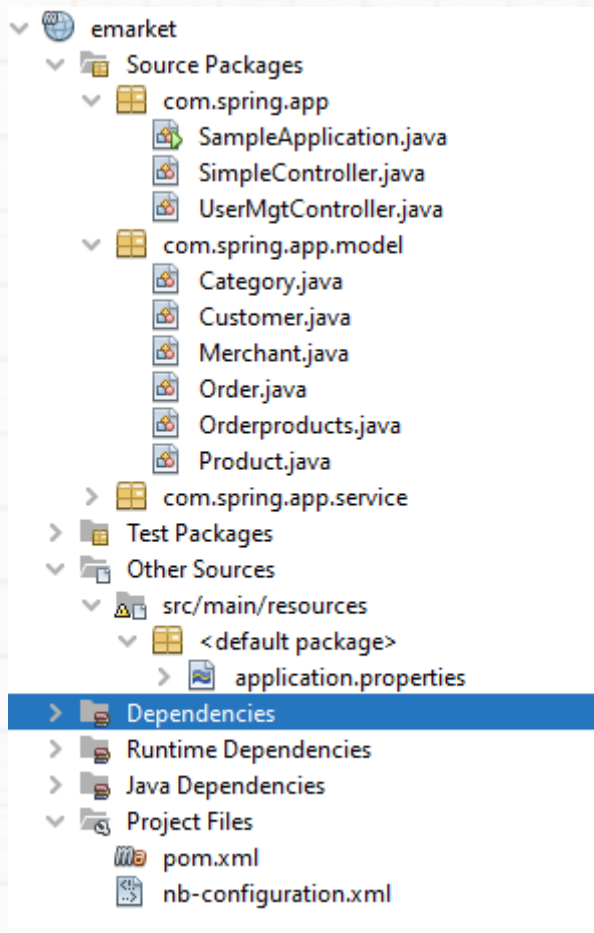 emarket
Source Packages
com.spring.app
SampleApplication.java
SimpleController.java
UserMgtController.java
com.spring.app.model
Category.java
Customer.java
Merchant.java
Order.java
Orderproducts.java
Product.java
com.spring.app.service
Test Packages
Other Sources
src/main/resources
<default package>
application.properties
Dependencies
Runtime Dependencies
Java Dependencies
Project Files
pom.xml
nb-configuration.xml